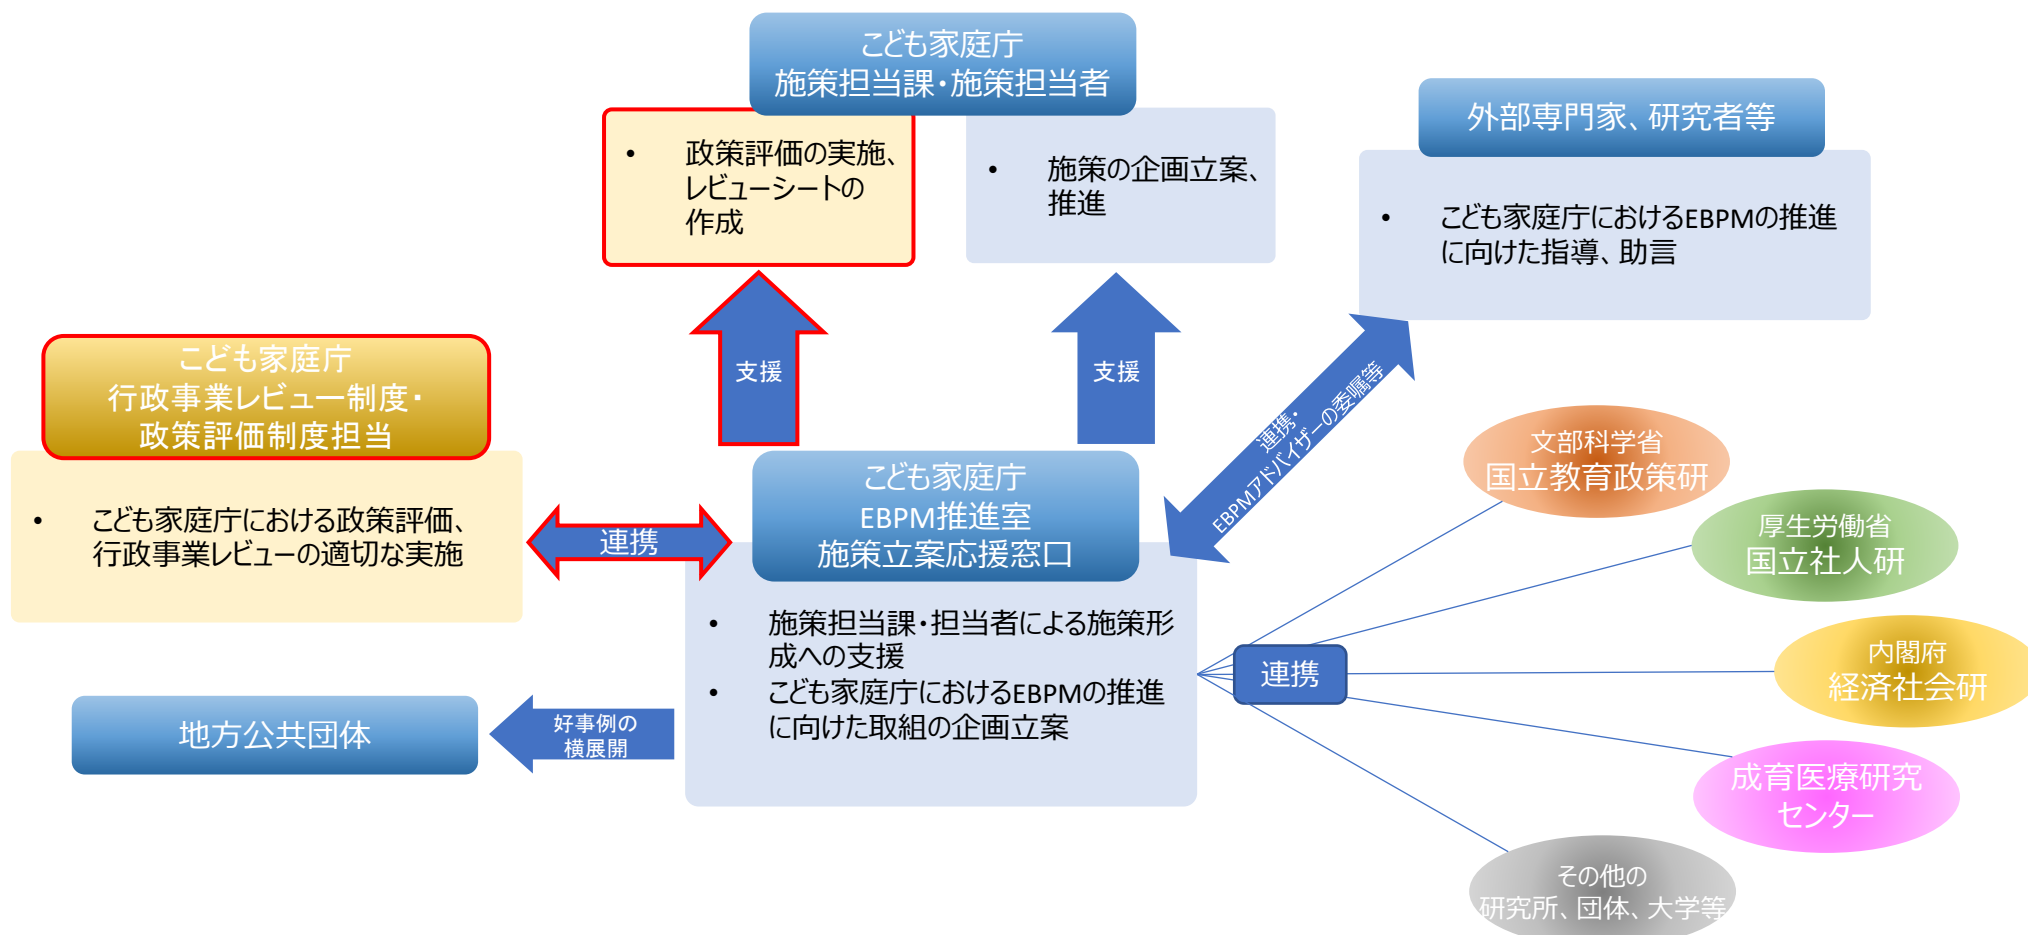 こども家庭庁
施策担当課・施策担当者
• 政策評価の実施、
レビューシートの
作成
• 施策の企画立案、
推進
外部専門家、研究者等
• こども家庭庁におけるEBPMの推進
に向けた指導、助言
支援
支援
連携・
EBPMアドバイザーの委嘱等
こども家庭庁
行政事業レビュー制度・
政策評価制度担当
• こども家庭庁における政策評価、
行政事業レビューの適切な実施
連携
こども家庭庁
EBPM推進室
施策立案応援窓口
• 施策担当課・担当者による施策形
成への支援
• こども家庭庁におけるEBPMの推進
に向けた取組の企画立案
好事例の
横展開
地方公共団体
連携
文部科学省
国立教育政策研
厚生労働省
国立社人研
内閣府
経済社会研
成育医療研究
センター
その他の
研究所、団体、大学等